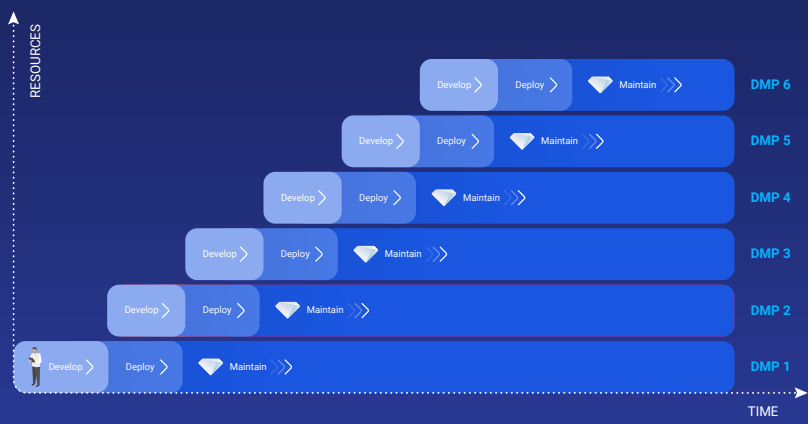 RESOURCES
Develop Deploy Maintain DMP 6
Develop Deploy Maintain DMP 5
Develop Deploy Maintain DMP 4
Develop Deploy Maintain DMP 3
Develop Deploy Maintain DMP 2
Develop Deploy Maintain DMP 1
TIME